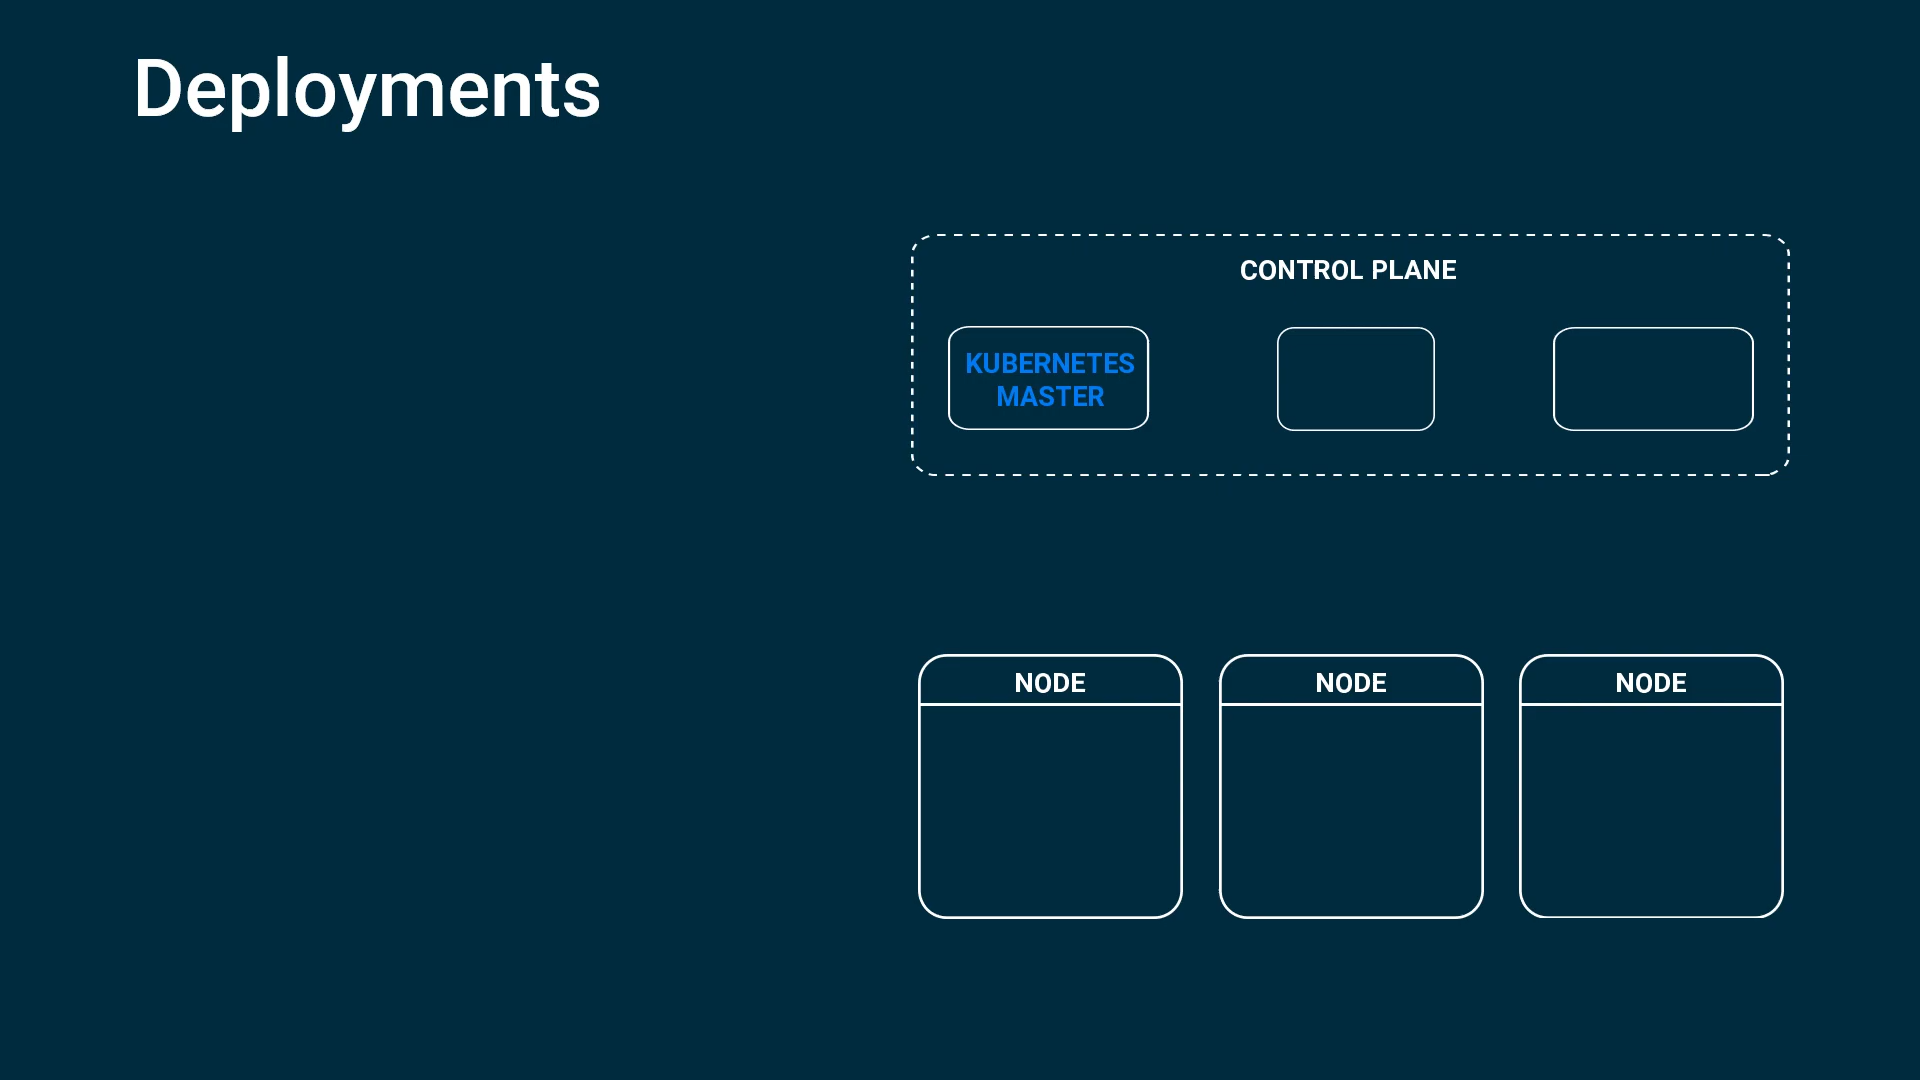 Deployments
CONTROL PLANE
KUBERNETES
MASTER
NODE
NODE
NODE